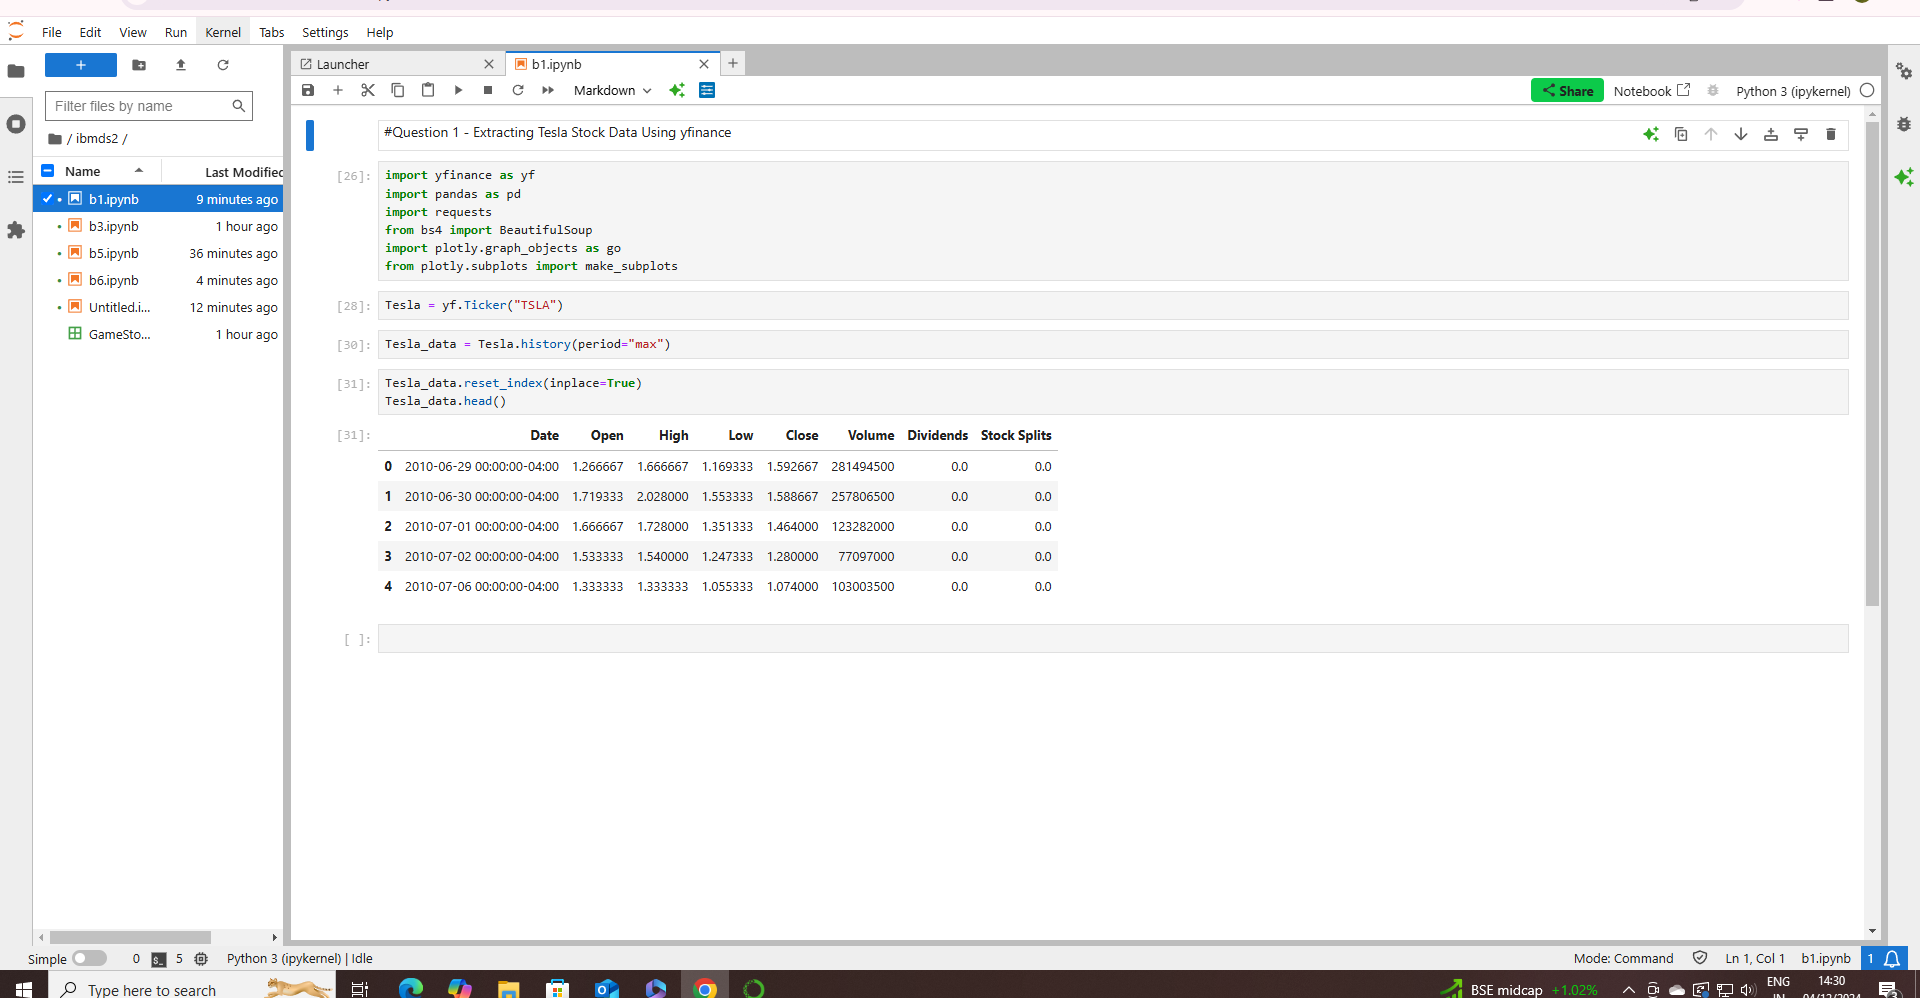 File Edit View Run Kernel Tabs Settings Help
+
Filter files by name
/ ibmds2 /
Name Last Modified
b1.ipynb 9 minutes ago
b3.ipynb 1 hour ago
b5.ipynb 36 minutes ago
b6.ipynb 4 minutes ago
Untitled.i... 12 minutes ago
GameSto... 1 hour ago
Launcher b1.ipynb
Markdown Share Notebook Python 3 (ipykernel)
#Question 1 - Extracting Tesla Stock Data Using yfinance
[26]: import yfinance as yf
import pandas as pd
import requests
from bs4 import BeautifulSoup
import plotly.graph_objects as go
from plotly.subplots import make_subplots
[28]: Tesla = yf.Ticker("TSLA")
[30]: Tesla_data = Tesla.history(period="max")
[31]: Tesla_data.reset_index(inplace=True)
Tesla_data.head()
[31]: Date Open High Low Close Volume Dividends Stock Splits
0 2010-06-29 00:00:00-04:00 1.266667 1.666667 1.169333 1.592667 281494500 0.0 0.0
1 2010-06-30 00:00:00-04:00 1.719333 2.028000 1.553333 1.588667 257806500 0.0 0.0
2 2010-07-01 00:00:00-04:00 1.666667 1.728000 1.351333 1.464000 123282000 0.0 0.0
3 2010-07-02 00:00:00-04:00 1.533333 1.540000 1.247333 1.280000 77097000 0.0 0.0
4 2010-07-06 00:00:00-04:00 1.333333 1.333333 1.055333 1.074000 103003500 0.0 0.0
[ ]:
Simple 0 5 Python 3 (ipykernel) | Idle Mode: Command Ln 1, Col 1 b1.ipynb 1
Type here to search BSE midcap +1.02% ENG 14:30